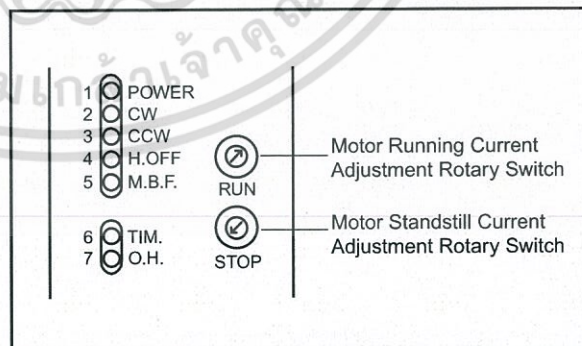 1 POWER
2 CW
3 CCW
4 H.OFF
5 M.B.F.
RUN
Motor Running Current
Adjustment Rotary Switch
6 TIM.
7 O.H.
STOP
Motor Standstill Current
Adjustment Rotary Switch